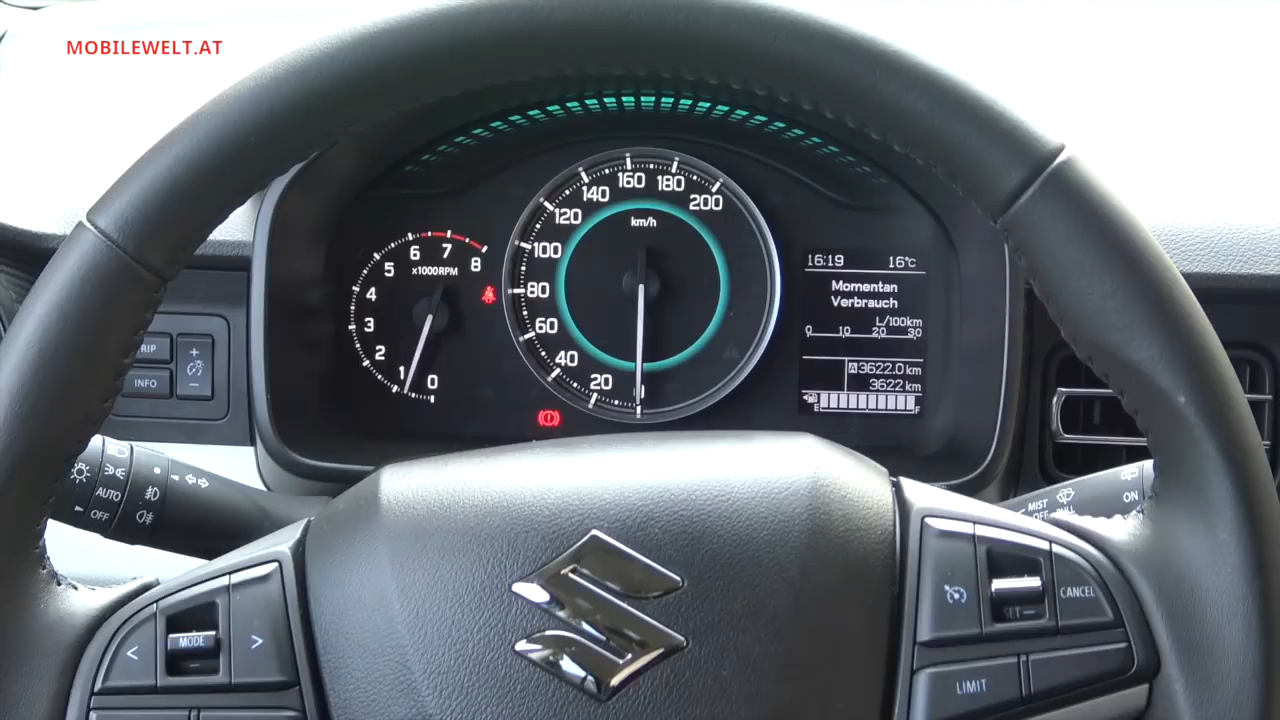 MOBILEWELT.AT
160
140
180
120
200
km/h
100
80
60
40
20
6
7
8
5
x1000RPM
4
3
2
1
0
16:19 16°C
Momentan
Verbrauch
L/100km
0 10 20 30
A 3622.0 km
3622 km
E F
RIP
INFO
+
−
AUTO
OFF
MIST
OFF
PULL
ON
< MODE >
CANCEL
SET −
LIMIT